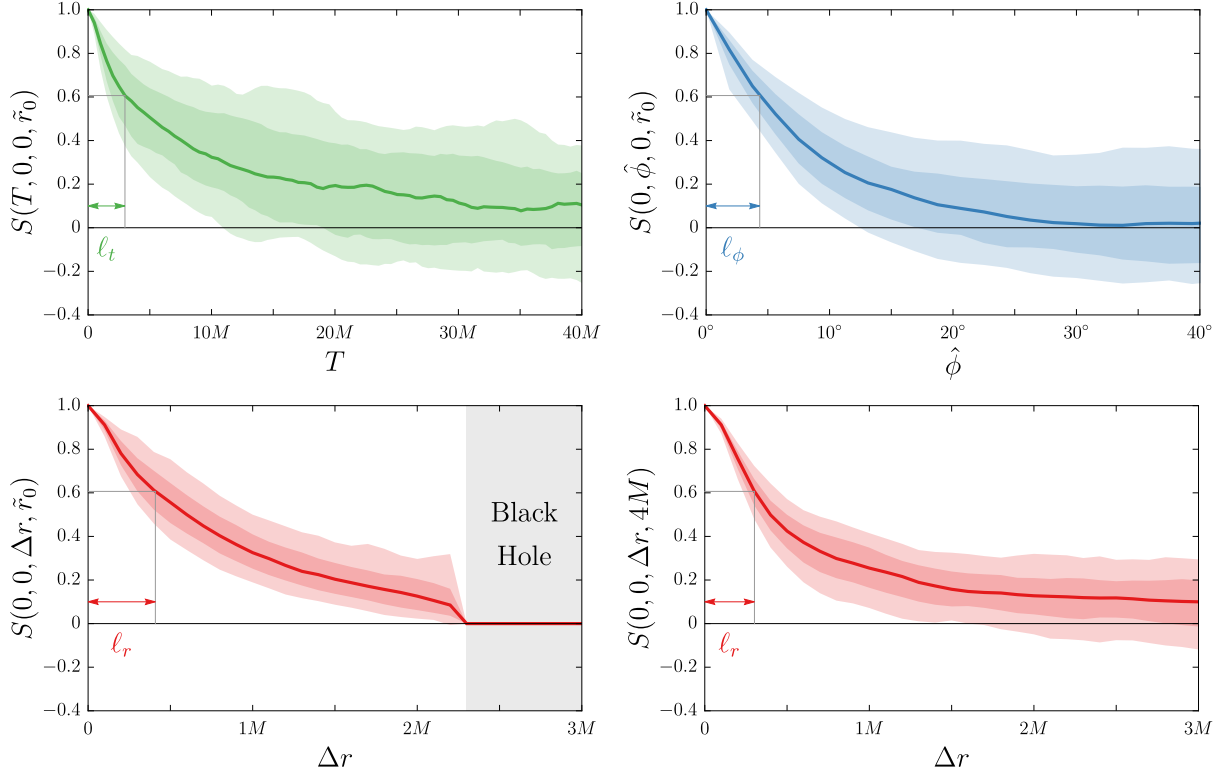 1.0
0.8
0.6
0.4
0.2
0
−0.2
−0.4
S(T, 0, 0, r̃₀)
ℓₜ
0 10M 20M 30M 40M
T
1.0
0.8
0.6
0.4
0.2
0
−0.2
−0.4
S(0, ϕ̂, 0, r̃₀)
ℓ_ϕ
0° 10° 20° 30° 40°
ϕ̂
1.0
0.8
0.6
0.4
0.2
0
−0.2
−0.4
S(0, 0, Δr, r̃₀)
Black
Hole
ℓᵣ
0 1M 2M 3M
Δr
1.0
0.8
0.6
0.4
0.2
0
−0.2
−0.4
S(0, 0, Δr, 4M)
ℓᵣ
0 1M 2M 3M
Δr